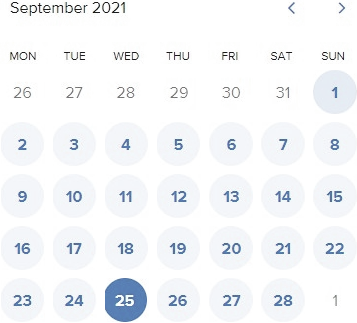 September 2021
MON TUE WED THU FRI SAT SUN
26 27 28 29 30 31 1
2 3 4 5 6 7 8
9 10 11 12 13 14 15
16 17 18 19 20 21 22
23 24 25 26 27 28 1